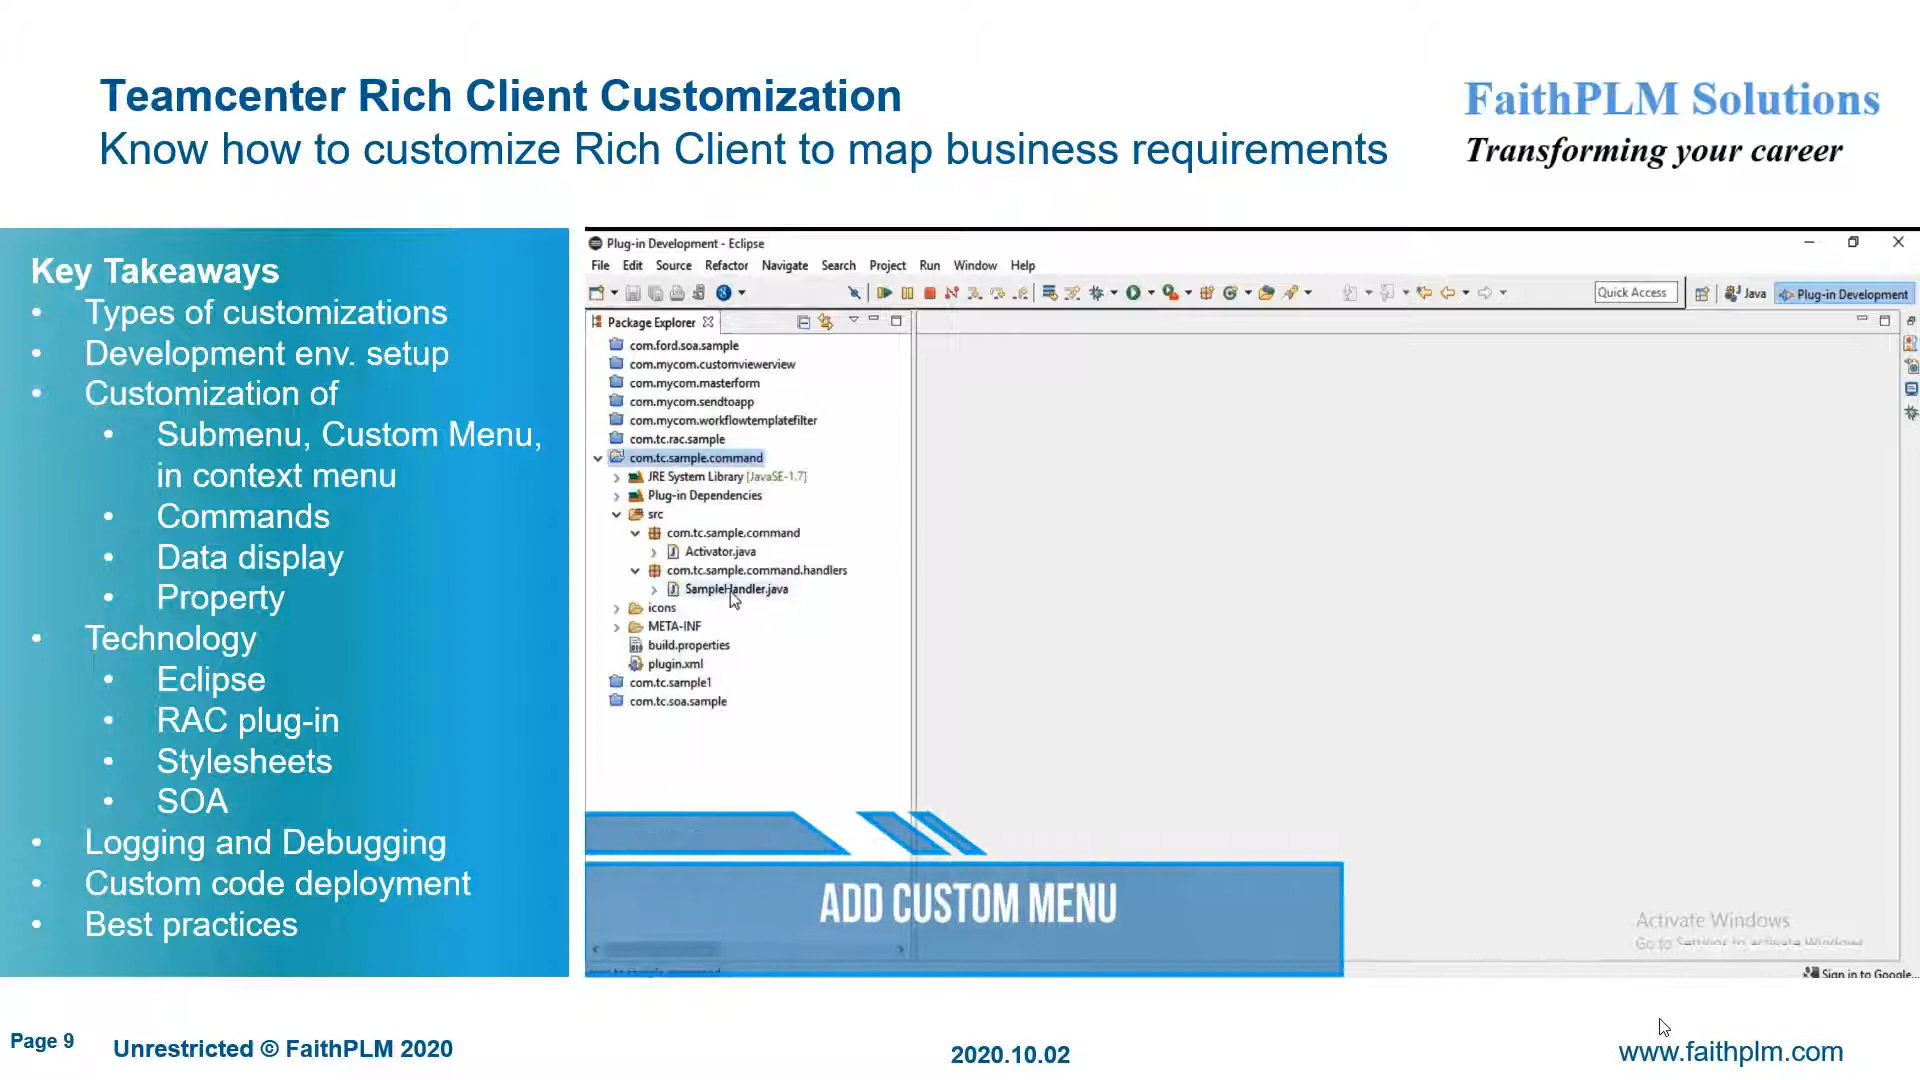 Teamcenter Rich Client Customization
Know how to customize Rich Client to map business requirements
FaithPLM Solutions
Transforming your career
Key Takeaways
• Types of customizations
• Development env. setup
• Customization of
• Submenu, Custom Menu,
in context menu
• Commands
• Data display
• Property
• Technology
• Eclipse
• RAC plug-in
• Stylesheets
• SOA
• Logging and Debugging
• Custom code deployment
• Best practices
Plug-in Development - Eclipse
File Edit Source Refactor Navigate Search Project Run Window Help
Quick Access
Java
Plug-in Development
Package Explorer
com.ford.soa.sample
com.mycom.customviewerview
com.mycom.masterform
com.mycom.sendtoapp
com.mycom.workflowtemplatefilter
com.tc.rac.sample
com.tc.sample.command
JRE System Library [JavaSE-1.7]
Plug-in Dependencies
src
com.tc.sample.command
Activator.java
com.tc.sample.command.handlers
SampleHandler.java
icons
META-INF
build.properties
plugin.xml
com.tc.sample1
com.tc.soa.sample
ADD CUSTOM MENU
Activate Windows
Go to Settings to activate Windows.
Sign in to Google...
Page 9
Unrestricted © FaithPLM 2020
2020.10.02
www.faithplm.com